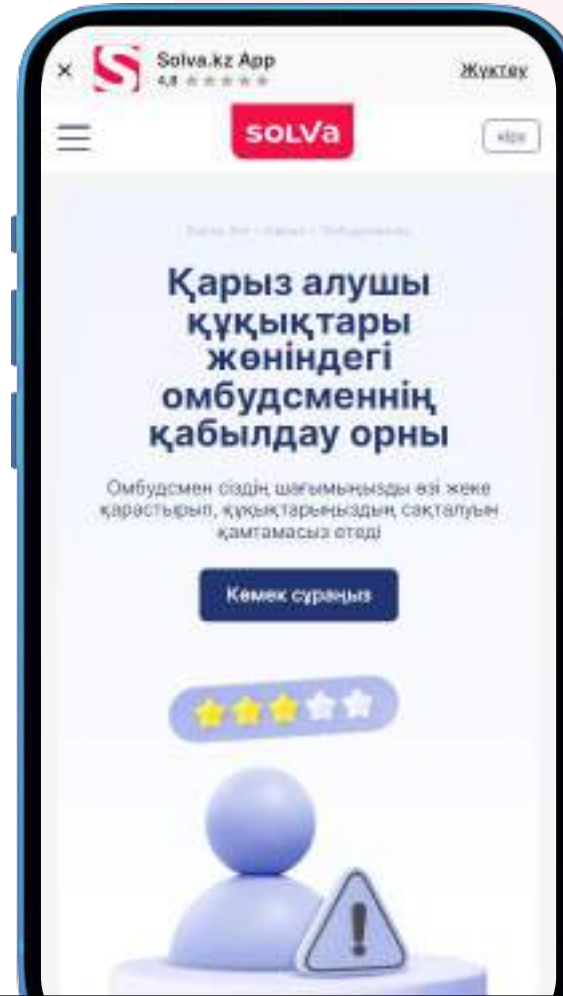 Solva.kz App
4,8
Жүктеу
solva
Қарыз алушы
құқықтары
жөніндегі
омбудсменнің
қабылдау орны
Омбудсмен сіздің шағымыңызды өзі жеке
қарастырып, құқықтарыңыздың сақталуын
қамтамасыз етеді
Көмек сұраңыз